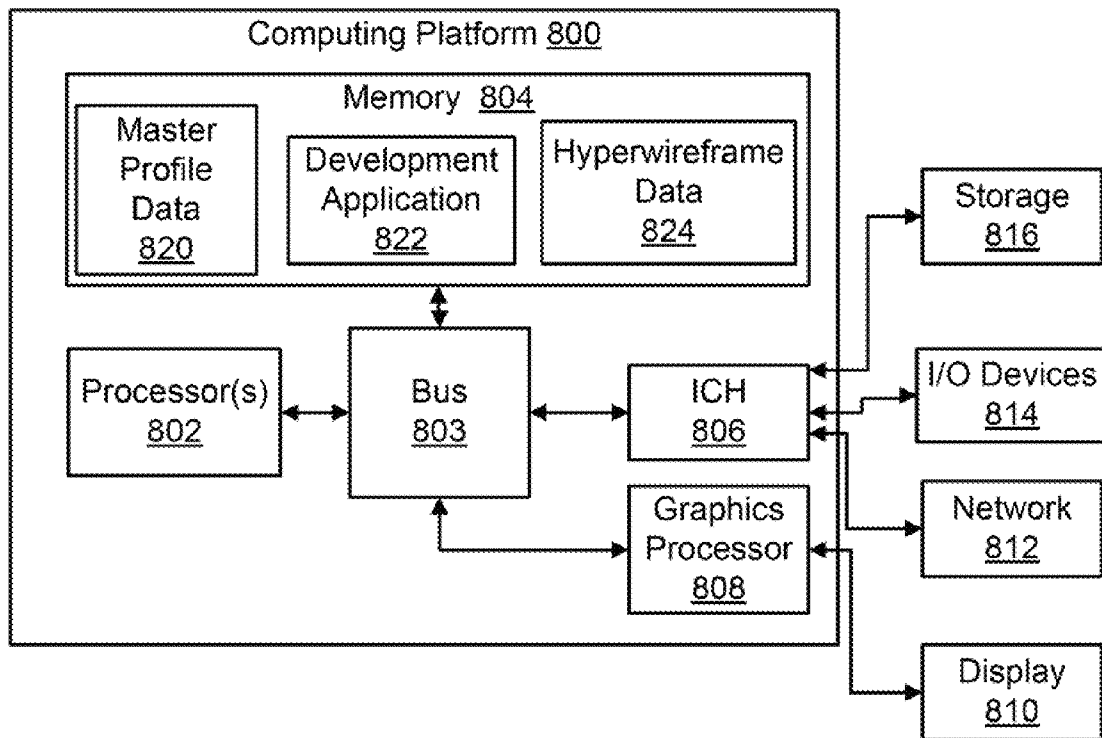 Computing Platform 800
Memory 804
Master
Profile
Data
820
Development
Application
822
Hyperwireframe
Data
824
Processor(s)
802
Bus
803
ICH
806
Graphics
Processor
808
Storage
816
I/O Devices
814
Network
812
Display
810